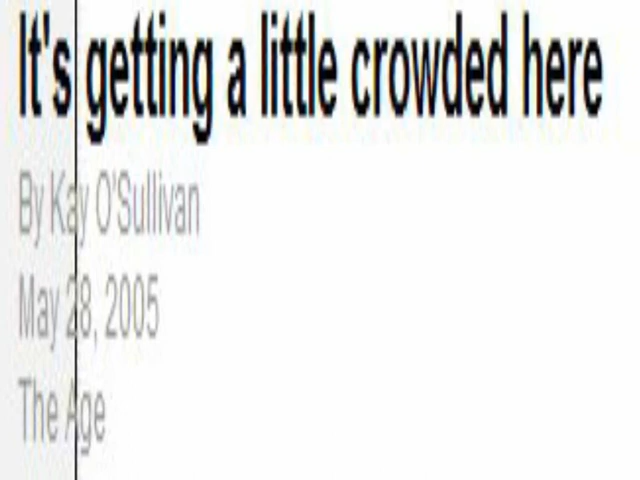 It's getting a little crowded here
By Kay O'Sullivan
May 28, 2005
The Age